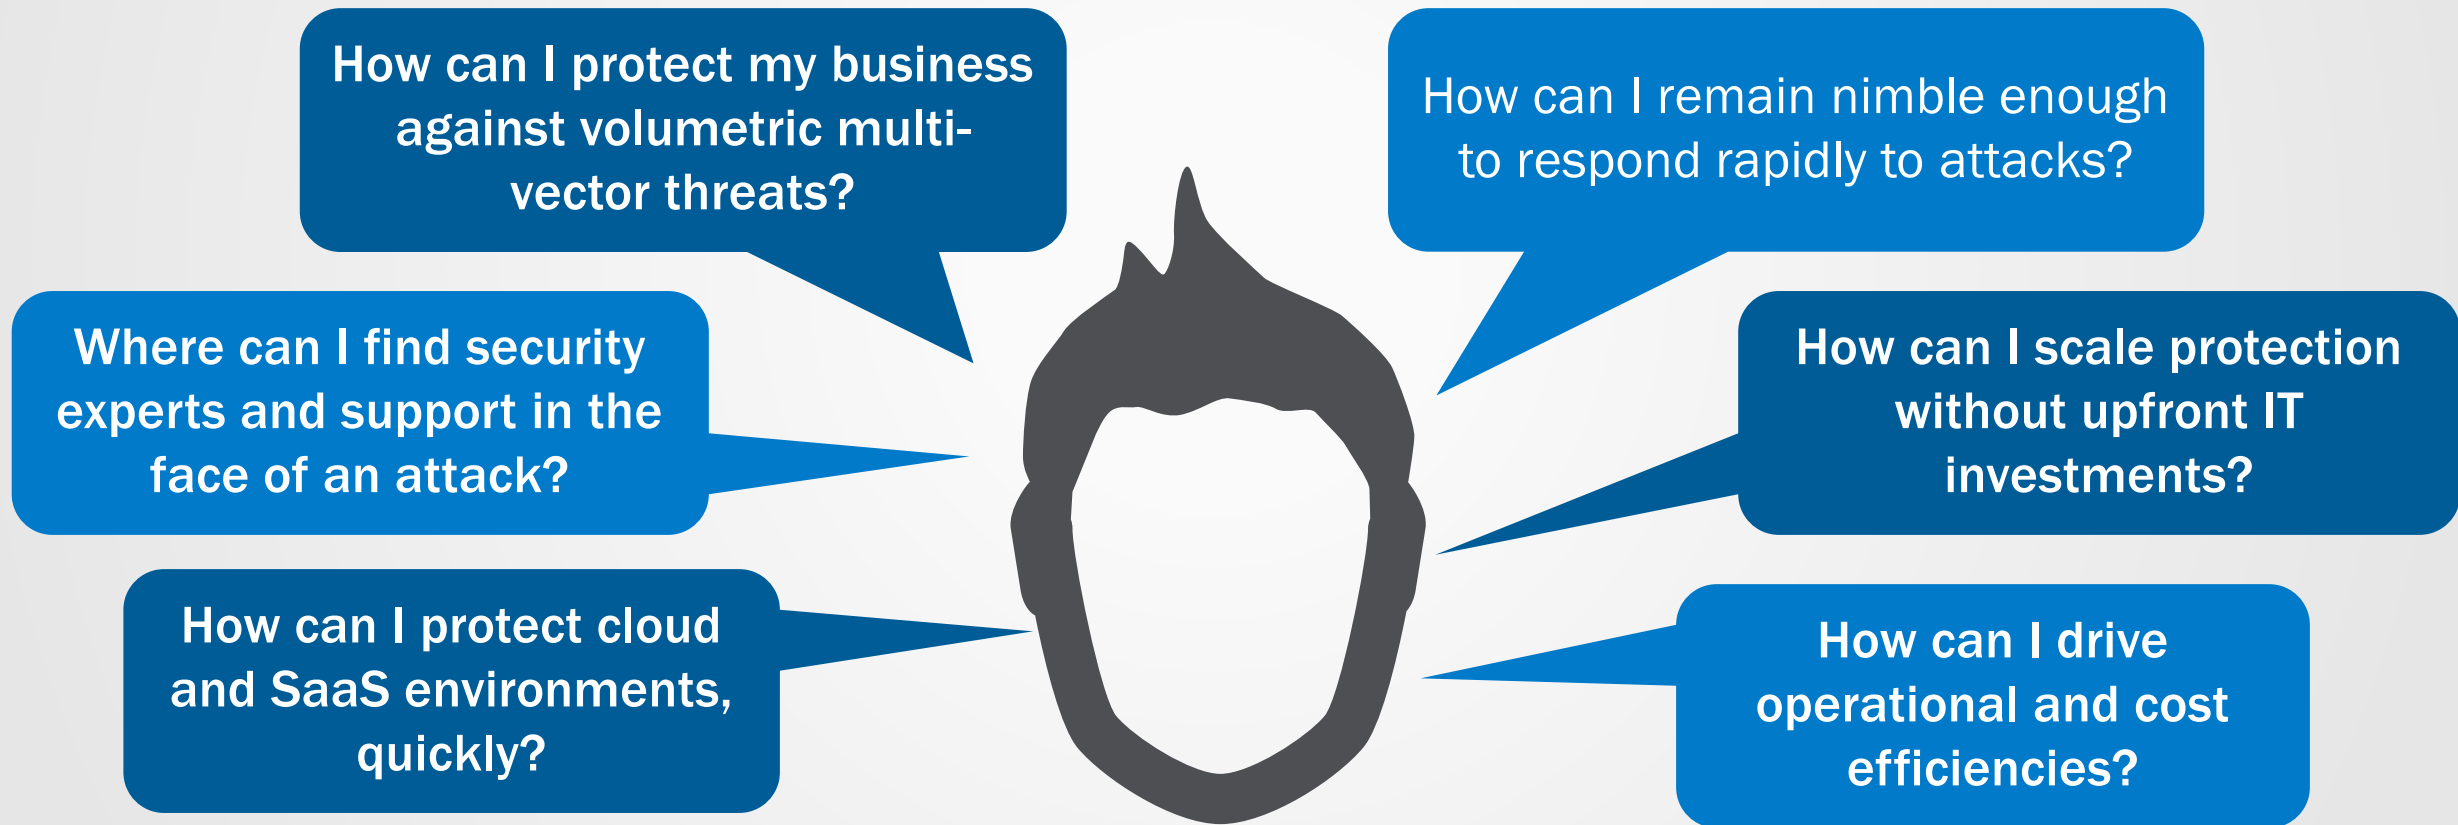 How can I protect my business
against volumetric multi-
vector threats?
How can I remain nimble enough
to respond rapidly to attacks?
Where can I find security
experts and support in the
face of an attack?
How can I scale protection
without upfront IT
investments?
How can I protect cloud
and SaaS environments,
quickly?
How can I drive
operational and cost
efficiencies?